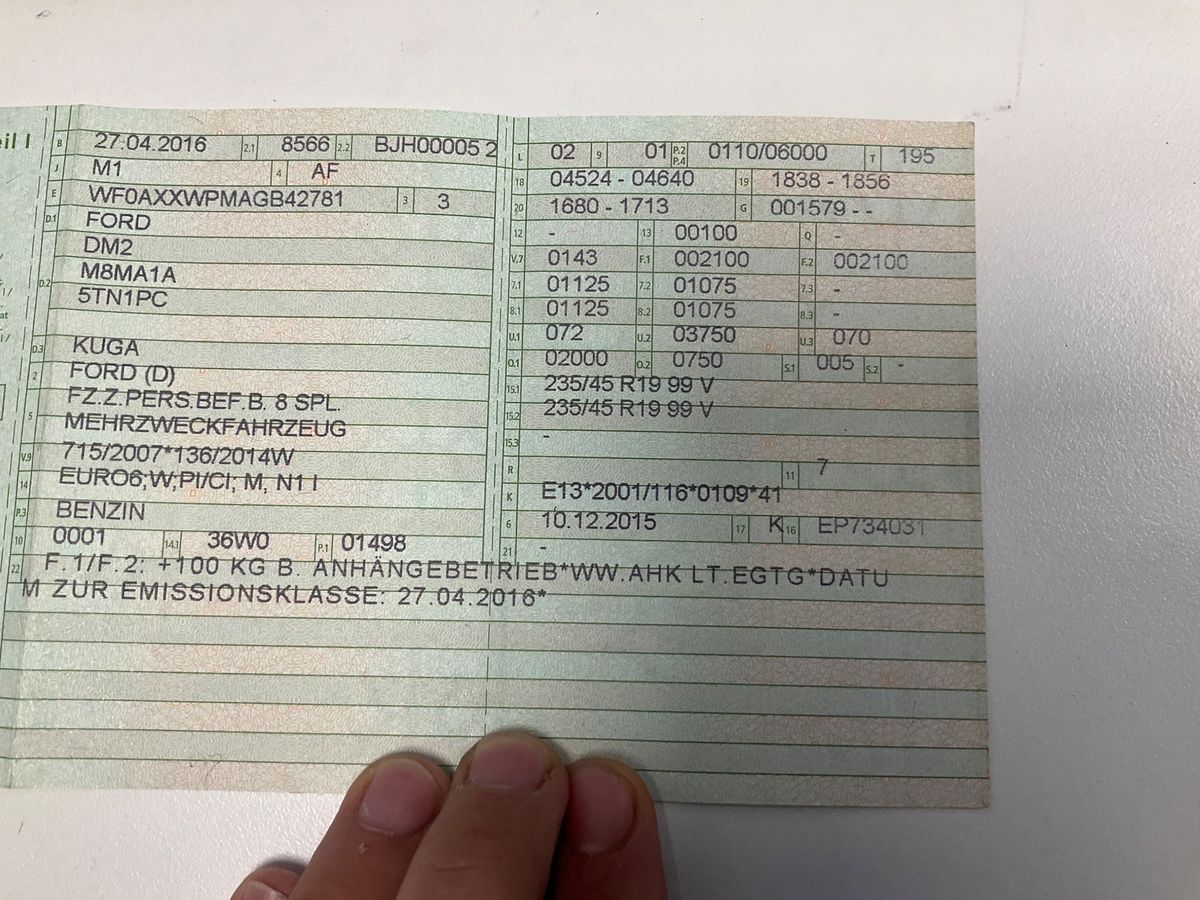 eil I
B 27.04.2016 2.1 8566 2.2 BJH00005 2
J M1 4 AF
E WF0AXXWPMAGB42781 3 3
D.1 FORD
DM2
D.2 M8MA1A
5TN1PC
D.3 KUGA
2 FORD (D)
FZ.Z.PERS.BEF.B. 8 SPL.
5 MEHRZWECKFAHRZEUG
V.9 715/2007*136/2014W
14 EURO6;W;PI/CI; M, N1 I
P.3 BENZIN
10 0001 14.1 36W0 P.1 01498
L 02 9 01 P.2 P.4 0110/06000 T 195
18 04524 - 04640 19 1838 - 1856
20 1680 - 1713 G 001579 - -
12 - 13 00100 Q -
V.7 0143 F.1 002100 F.2 002100
7.1 01125 7.2 01075 7.3 -
8.1 01125 8.2 01075 8.3 -
U.1 072 U.2 03750 U.3 070
O.1 02000 O.2 0750 S.1 005 S.2 -
15.1 235/45 R19 99 V
15.2 235/45 R19 99 V
15.3 -
R 11 7
K E13*2001/116*0109*41
6 10.12.2015 17 K 16 EP734031
21 -
22 F.1/F.2: +100 KG B. ANHÄNGEBETRIEB*WW.AHK LT.EGTG*DATU
M ZUR EMISSIONSKLASSE: 27.04.2016*